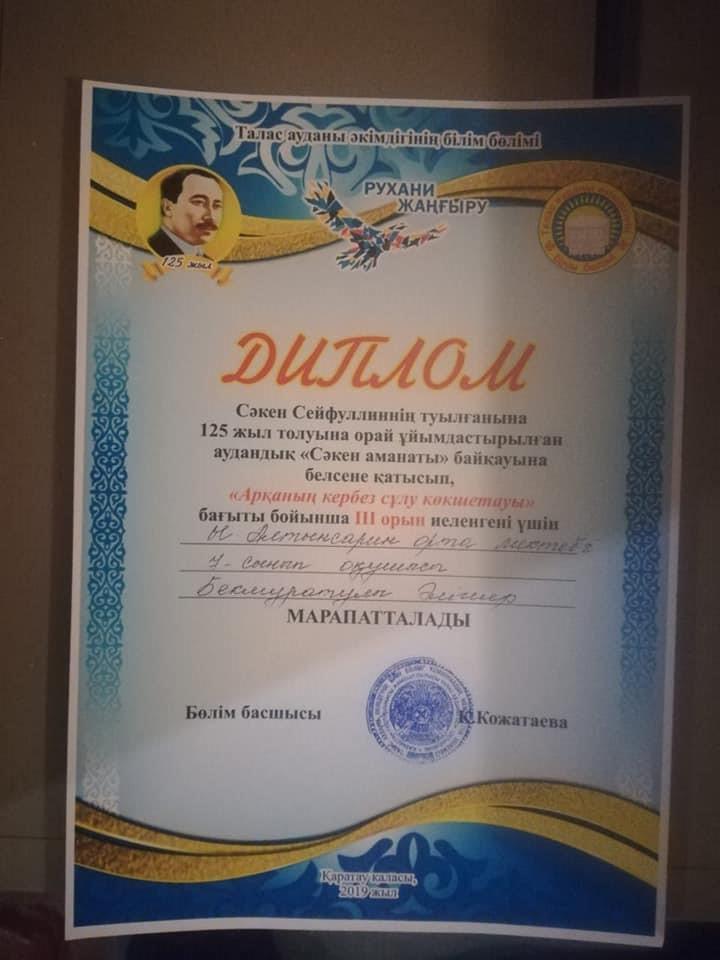 Талас ауданы әкімдігінің білім бөлімі
РУХАНИ
ЖАҢҒЫРУ
125 жыл
ДИПЛОМ
Сәкен Сейфуллиннің туылғанына
125 жыл толуына орай ұйымдастырылған
аудандық «Сәкен аманаты» байқауына
белсене қатысып,
«Арқаның кербез сұлу көкшетауы»
бағыты бойынша III орын иеленгені үшін
Ы Алтынсарин орта мектебі
7-сынып оқушысы
Бекмуратулы
МАРАПАТТАЛАДЫ
Бөлім басшысы
К.Кожатаева
Қаратау қаласы,
2019 жыл